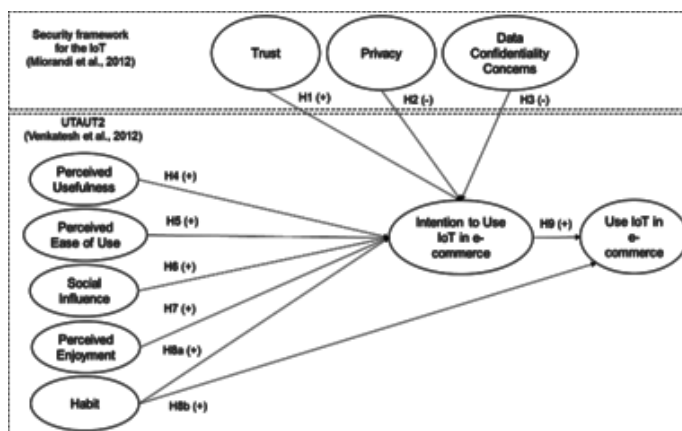 Security framework
for the IoT
(Miorandi et al., 2012)
Trust
Privacy
Data
Confidentiality
Concerns
H1 (+)
H2 (-)
H3 (-)
UTAUT2
(Venkatesh et al., 2012)
Perceived
Usefulness
H4 (+)
Perceived
Ease of Use
H5 (+)
Intention to Use
IoT in e-
commerce
H9 (+)
Use IoT in
e-
commerce
Social
Influence
H6 (+)
H7 (+)
Perceived
Enjoyment
H8a (+)
Habit
H8b (+)